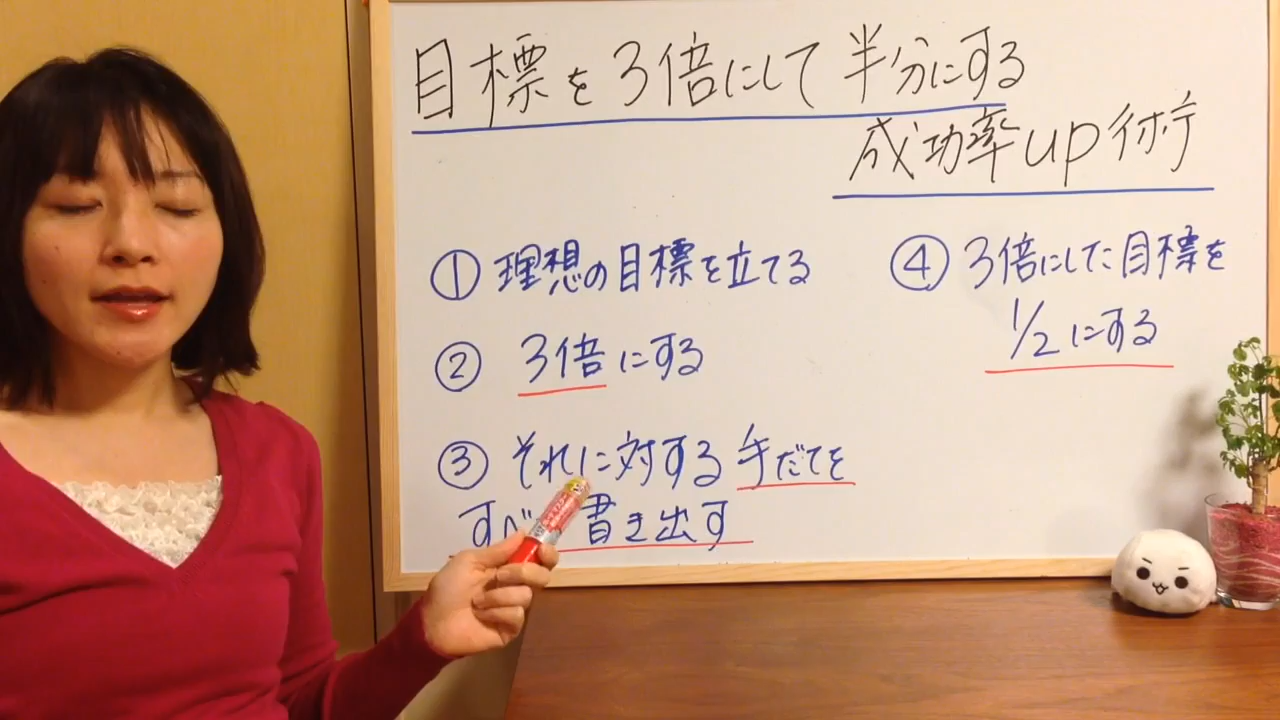 目標を3倍にして半分にする
成功率up術
① 理想の目標を立てる
② 3倍にする
③ それに対する手だてを
すべ 書き出す
④ 3倍にした目標を
1/2にする